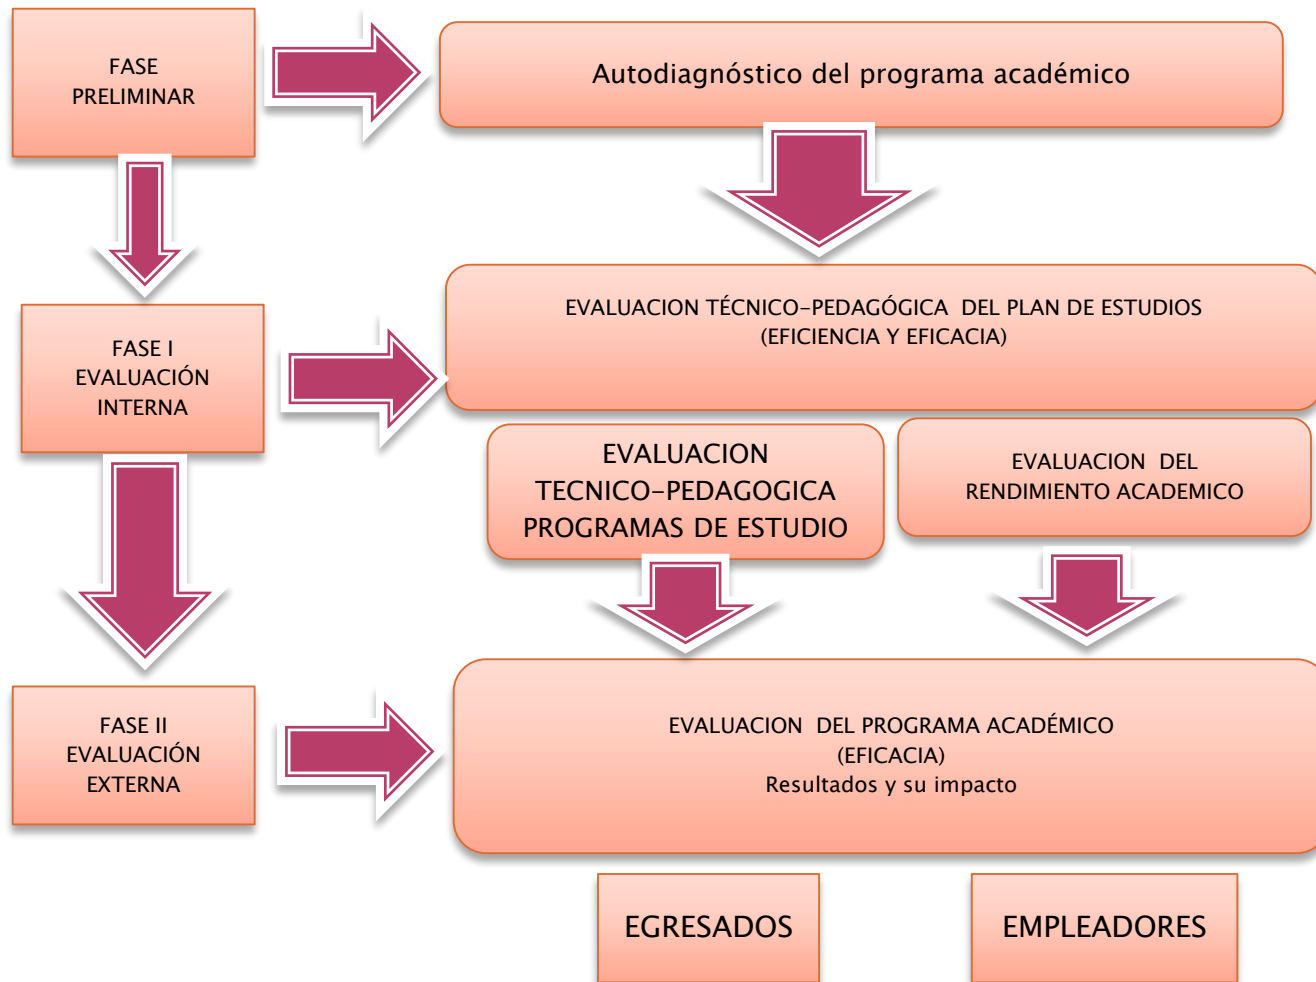 FASE
PRELIMINAR
Autodiagnóstico del programa académico
FASE I
EVALUACIÓN
INTERNA
EVALUACION TÉCNICO-PEDAGÓGICA DEL PLAN DE ESTUDIOS
(EFICIENCIA Y EFICACIA)
EVALUACION
TECNICO-PEDAGOGICA
PROGRAMAS DE ESTUDIO
EVALUACION DEL
RENDIMIENTO ACADEMICO
FASE II
EVALUACIÓN
EXTERNA
EVALUACION DEL PROGRAMA ACADÉMICO
(EFICACIA)
Resultados y su impacto
EGRESADOS
EMPLEADORES